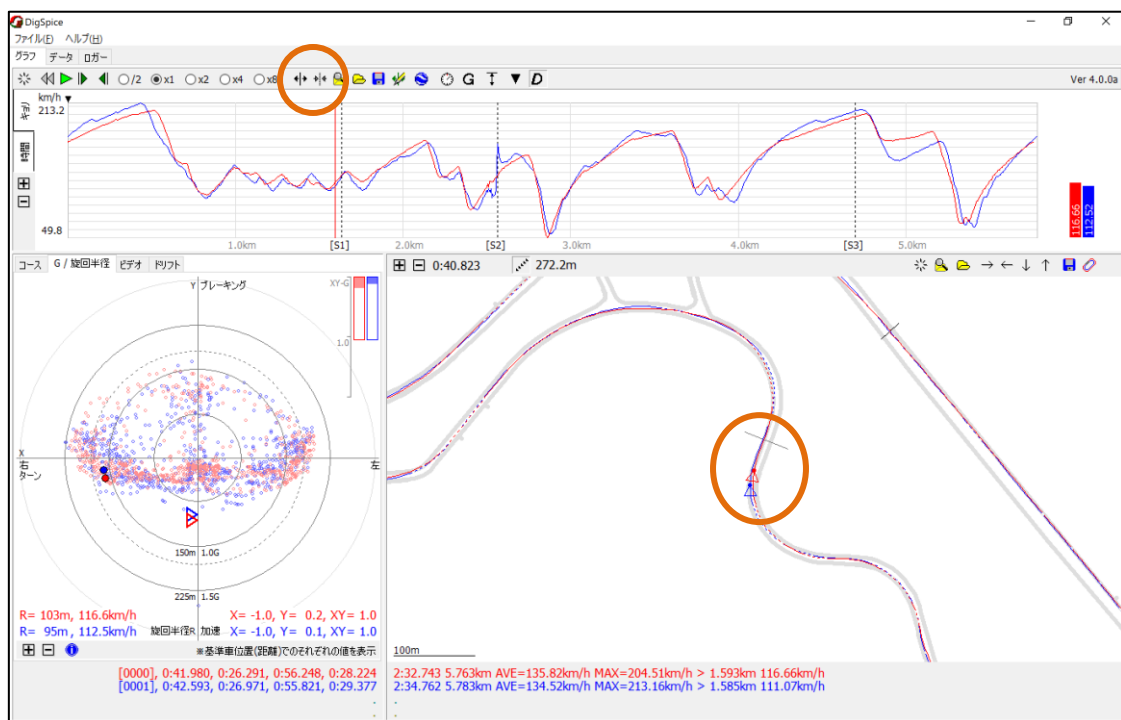 DigSpice
ファイル(F) ヘルプ(H)
グラフ データ ロガー
/2 x1 x2 x4 x8 G D Ver 4.0.0a
km/h ▼
213.2
49.8
距離
時間
1.0km [S1] 2.0km [S2] 3.0km 4.0km [S3] 5.0km
116.66 112.52
コース G / 旋回半径 ビデオ ドリフト
0:40.823 272.2m
Y ブレーキング XY-G
1.0
X
右 左
ターン
150m 1.0G
225m 1.5G
R= 103m, 116.6km/h X= -1.0, Y= 0.2, XY= 1.0
R= 95m , 112.5km/h 旋回半径R 加速 X= -1.0, Y= 0.1, XY= 1.0
※基準車位置(距離)でのそれぞれの値を表示
100m
[0000], 0:41.980, 0:26.291, 0:56.248, 0:28.224
[0001], 0:42.593, 0:26.971, 0:55.821, 0:29.377
2:32.743 5.763km AVE=135.82km/h MAX=204.51km/h > 1.593km 116.66km/h
2:34.762 5.783km AVE=134.52km/h MAX=213.16km/h > 1.585km 111.07km/h